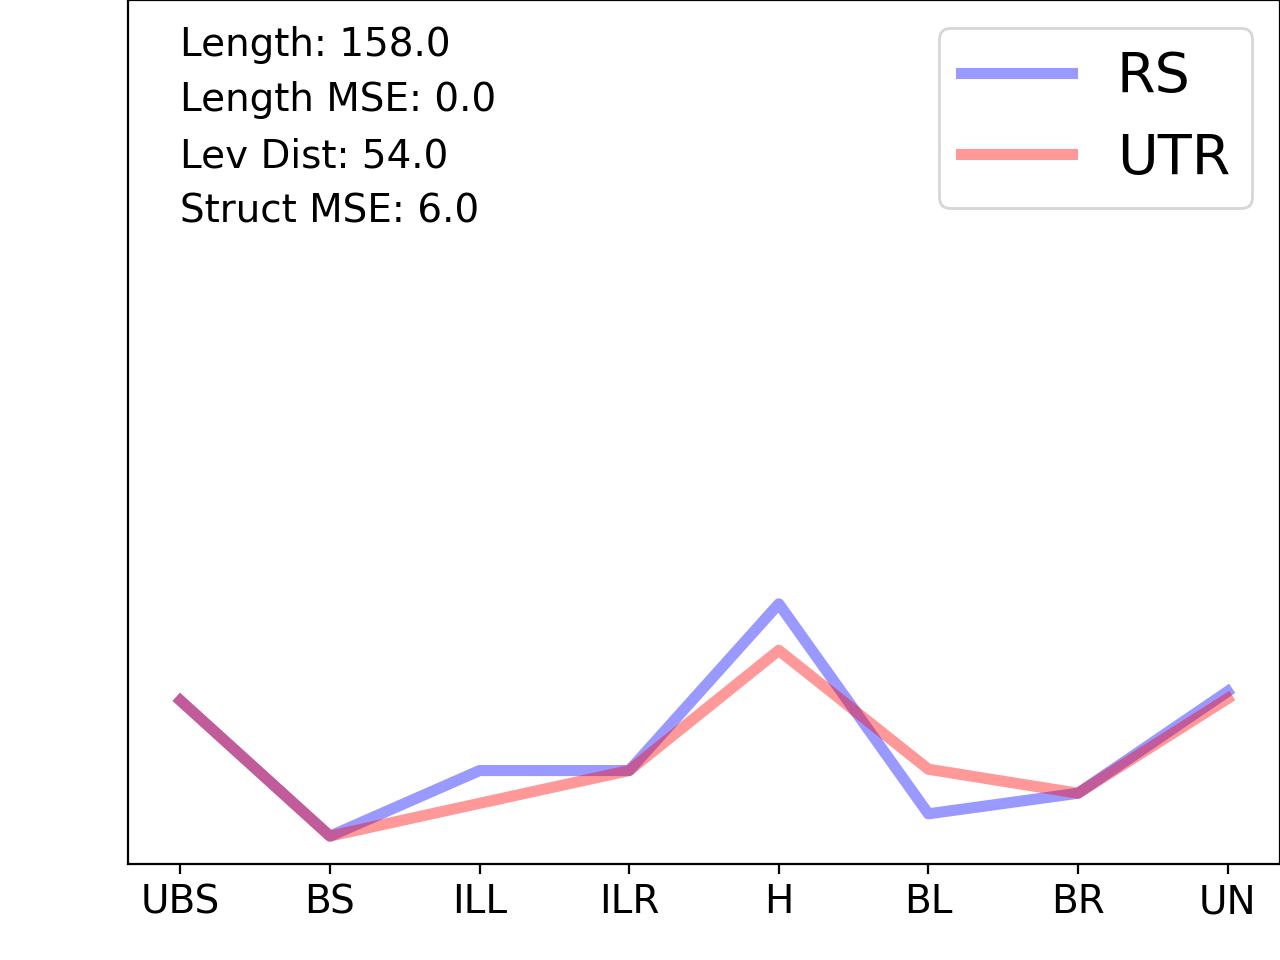 Length: 158.0
Length MSE: 0.0
Lev Dist: 54.0
Struct MSE: 6.0
RS
UTR
UBS BS ILL ILR H BL BR UN